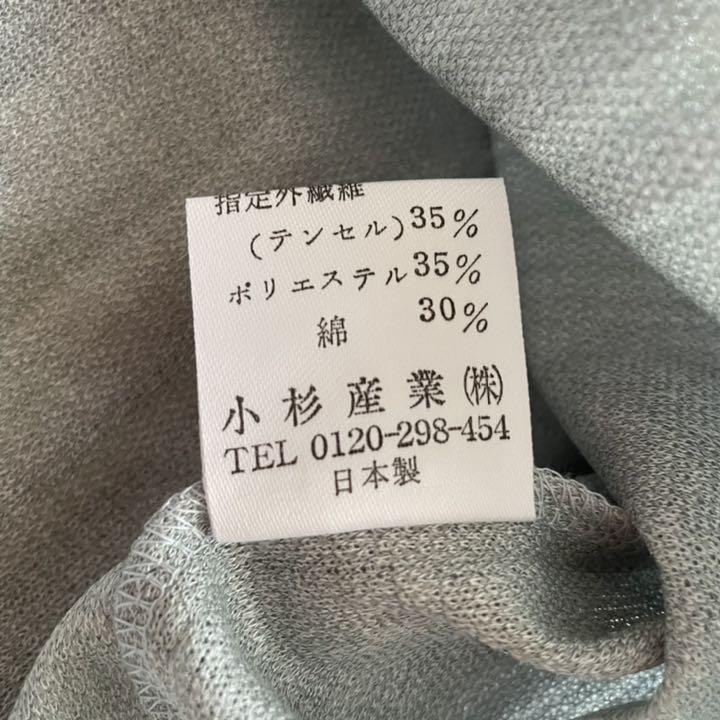 指定外繊維
(テンセル)35%
ポリエステル35%
綿 30%
小杉産業(株)
TEL 0120-298-454
日本製